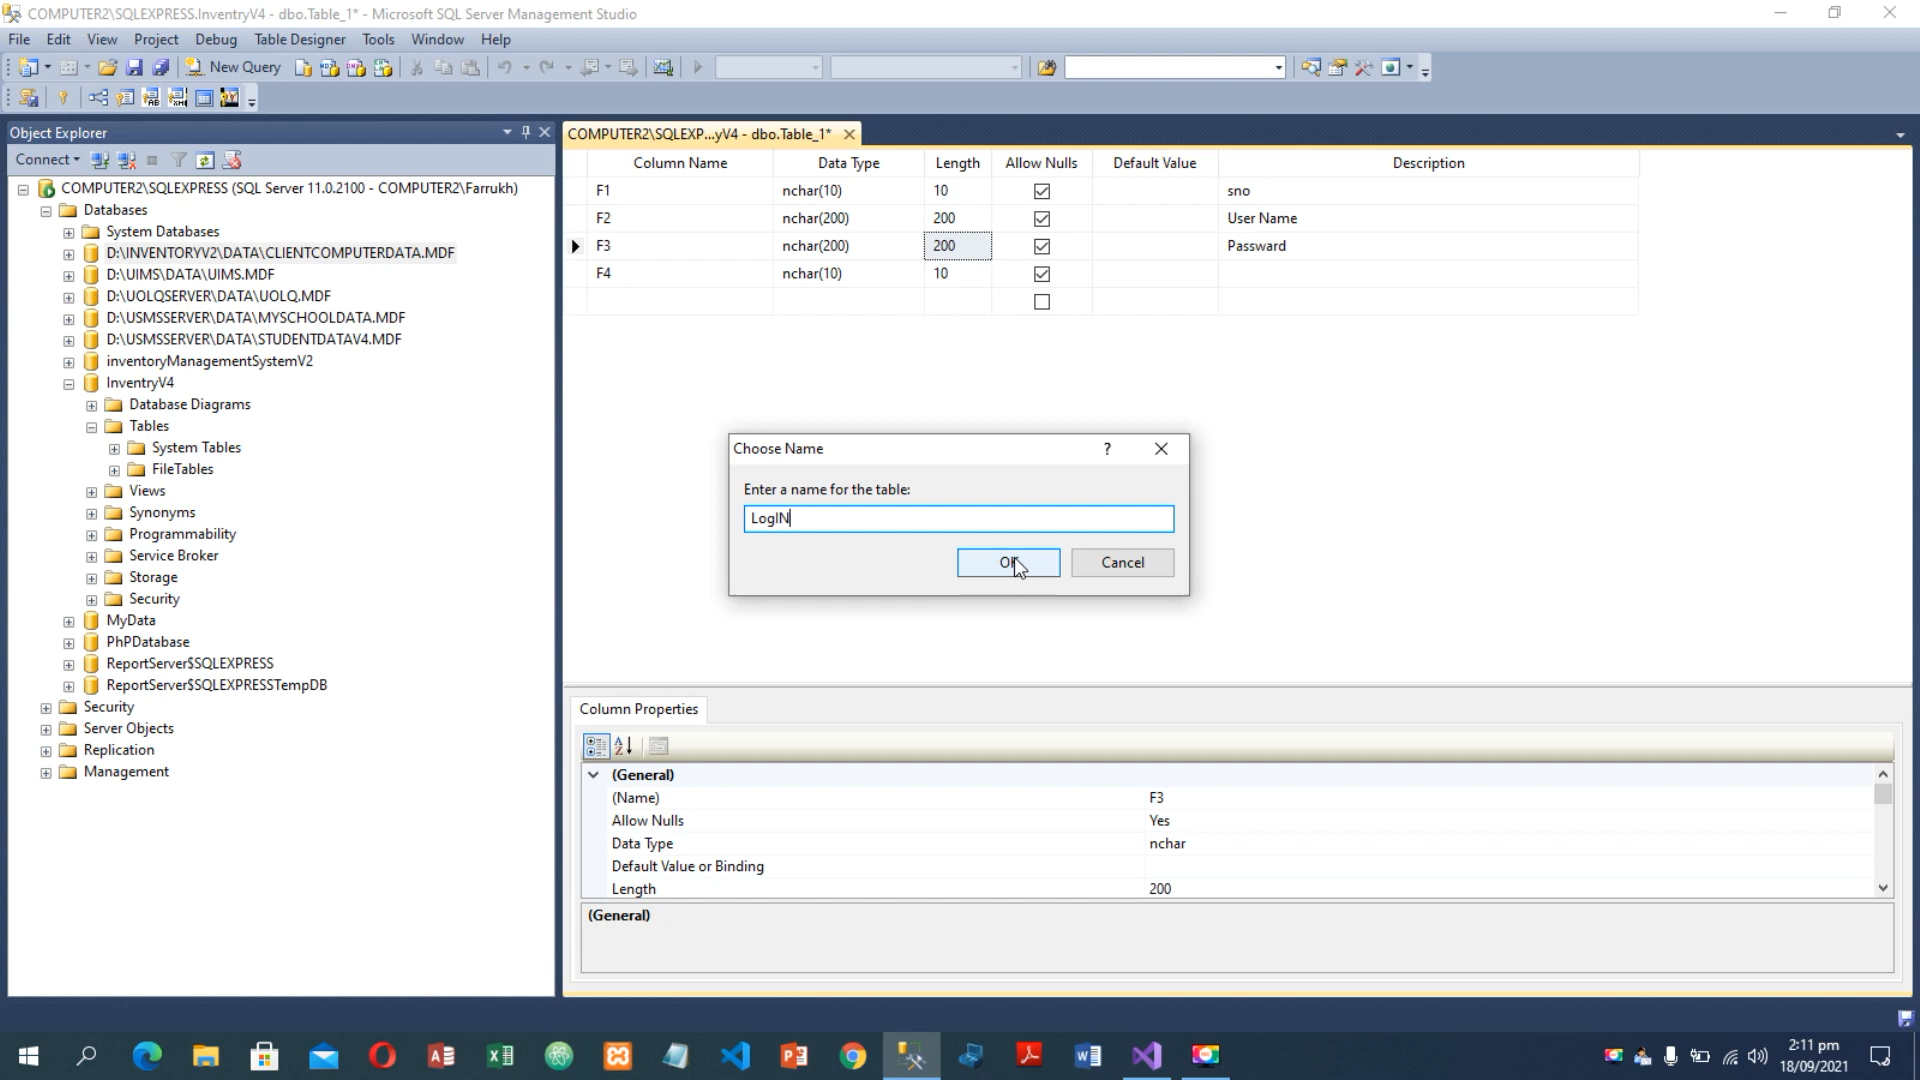 COMPUTER2\SQLEXPRESS.InventryV4 - dbo.Table_1* - Microsoft SQL Server Management Studio
File Edit View Project Debug Table Designer Tools Window Help
New Query
Object Explorer
COMPUTER2\SQLEXP...yV4 - dbo.Table_1*
Connect
COMPUTER2\SQLEXPRESS (SQL Server 11.0.2100 - COMPUTER2\Farrukh)
Databases
System Databases
D:\INVENTORYV2\DATA\CLIENTCOMPUTERDATA.MDF
D:\UIMS\DATA\UIMS.MDF
D:\UOLQSERVER\DATA\UOLQ.MDF
D:\USMSSERVER\DATA\MYSCHOOLDATA.MDF
D:\USMSSERVER\DATA\STUDENTDATAV4.MDF
inventoryManagementSystemV2
InventryV4
Database Diagrams
Tables
System Tables
FileTables
Views
Synonyms
Programmability
Service Broker
Storage
Security
MyData
PhPDatabase
ReportServer$SQLEXPRESS
ReportServer$SQLEXPRESSTempDB
Security
Server Objects
Replication
Management
Column Name Data Type Length Allow Nulls Default Value Description
F1 nchar(10) 10 sno
F2 nchar(200) 200 User Name
F3 nchar(200) 200 Passward
F4 nchar(10) 10
Choose Name ?
Enter a name for the table:
LogIN
OK Cancel
Column Properties
(General)
(Name) F3
Allow Nulls Yes
Data Type nchar
Default Value or Binding
Length 200
(General)
2:11 pm
18/09/2021